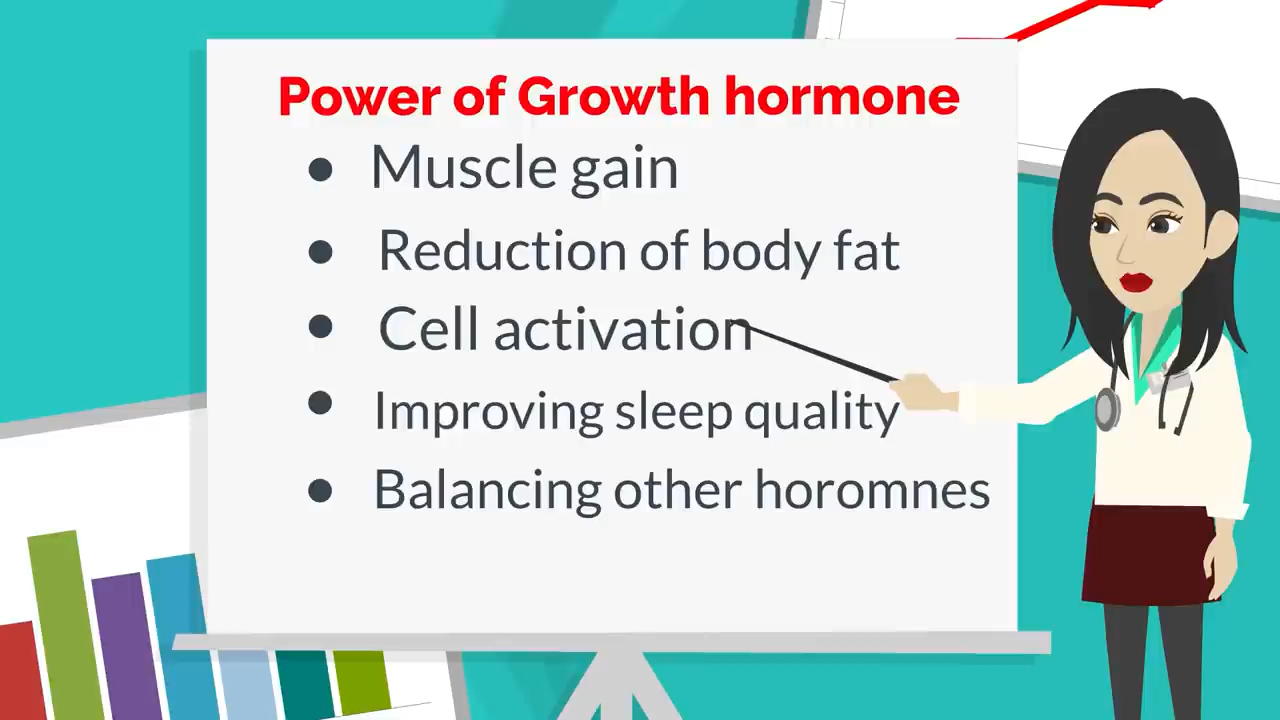 Power of Growth hormone
• Muscle gain
• Reduction of body fat
• Cell activation
• Improving sleep quality
• Balancing other horomnes